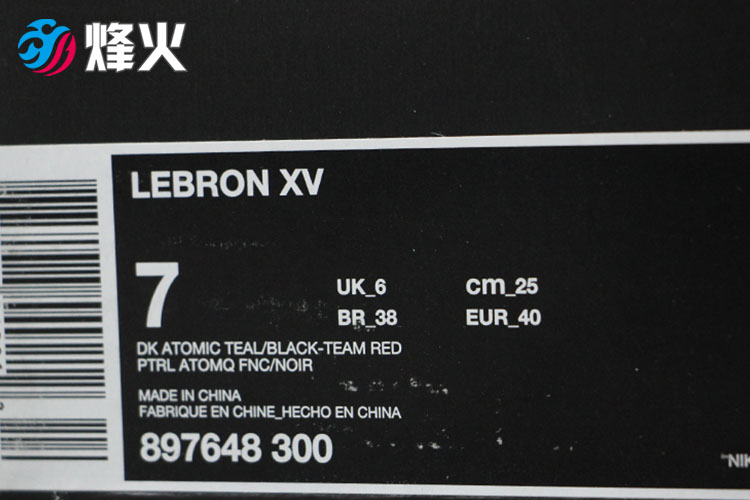 烽火
LEBRON XV
7
UK_6 cm_25
BR_38 EUR_40
DK ATOMIC TEAL/BLACK-TEAM RED
PTRL ATOMQ FNC/NOIR
MADE IN CHINA
FABRIQUE EN CHINE_HECHO EN CHINA
897648 300